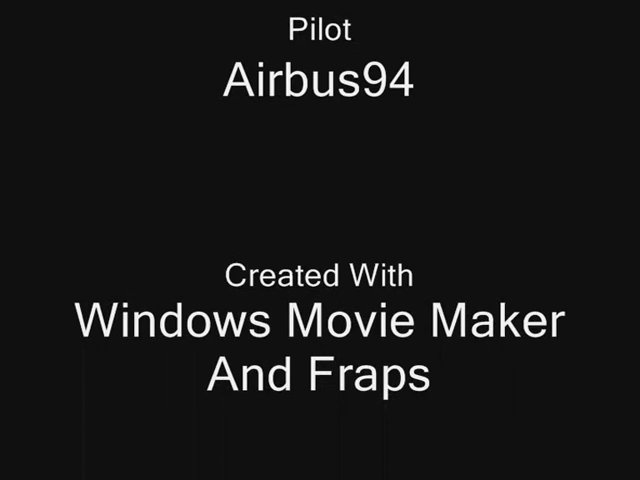 Pilot
Airbus94
Created With
Windows Movie Maker
And Fraps